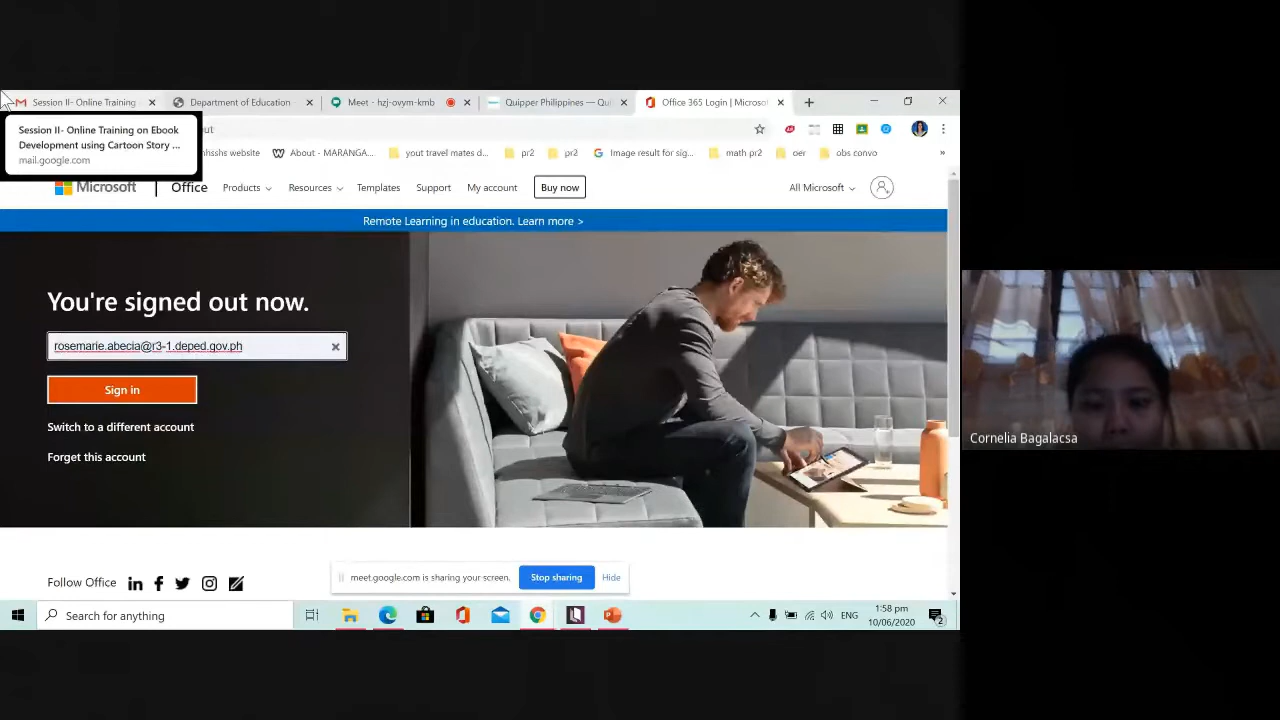 Session II- Online Training
Department of Education
Meet - hzj-ovym-kmb
Quipper Philippines — Qui
Office 365 Login | Microsof
Session II- Online Training on Ebook
Development using Cartoon Story ...
mail.google.com
out
nhsshs website
About - MARANGA...
yout travel mates d...
pr2
pr2
Image result for sig...
math pr2
oer
obs convo
Microsoft
Office
Products
Resources
Templates
Support
My account
Buy now
All Microsoft
Remote Learning in education. Learn more >
You're signed out now.
rosemarie.abecia@r3-1.deped.gov.ph
Sign in
Switch to a different account
Forget this account
Cornelia Bagalacsa
Follow Office
meet.google.com is sharing your screen.
Stop sharing
Hide
Search for anything
ENG
1:58 pm
10/06/2020
2